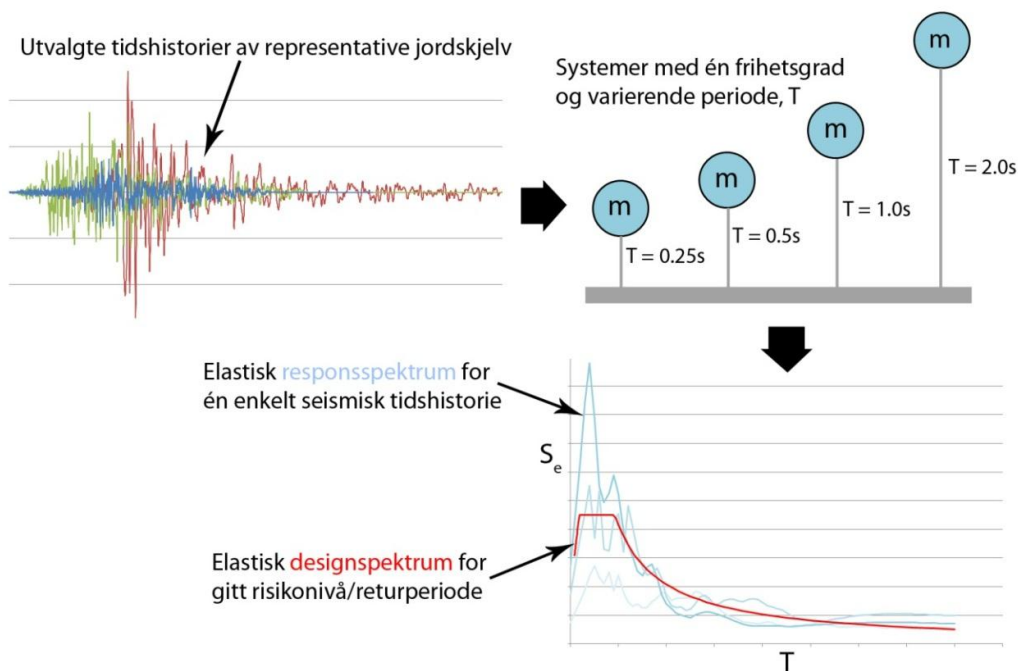 Utvalgte tidshistorier av representative jordskjelv
Systemer med én frihetsgrad
og varierende periode, T
m
m
m
m
T = 0.25s
T = 0.5s
T = 1.0s
T = 2.0s
Elastisk responsspektrum for
én enkelt seismisk tidshistorie
Elastisk designspektrum for
gitt risikonivå/returperiode
Se
T